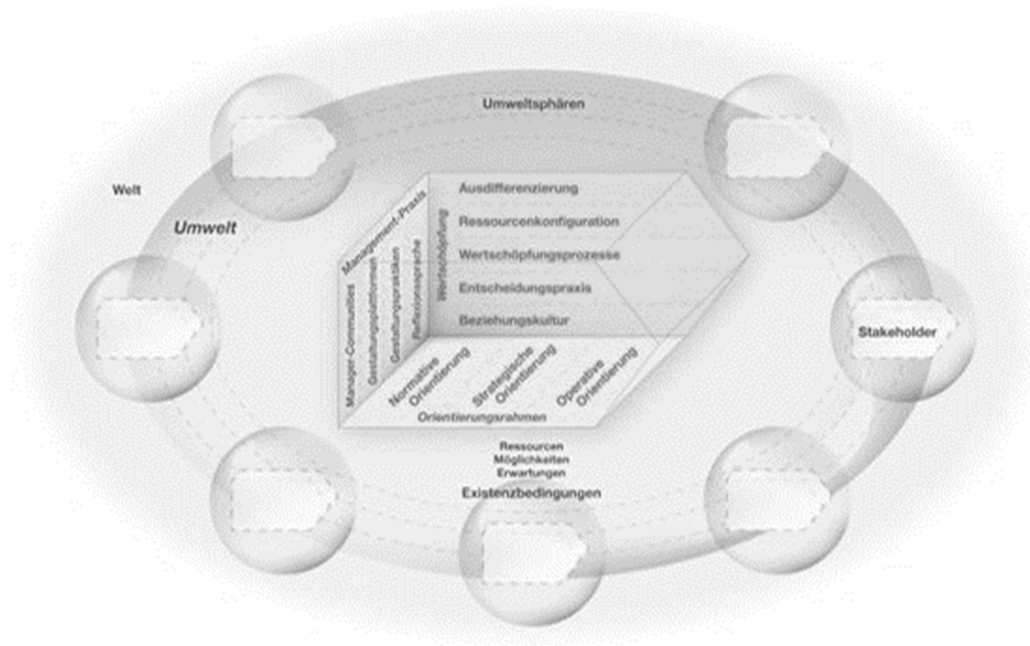 Umweltsphären
Welt
Umwelt
Management-Praxis
Manager-Communities
Gestaltungsplattformen
Gestaltungspraktiken
Reflexionssprache
Wertschöpfung
Ausdifferenzierung
Ressourcenkonfiguration
Wertschöpfungsprozesse
Entscheidungspraxis
Beziehungskultur
Stakeholder
Normative
Orientierung
Strategische
Orientierung
Operative
Orientierung
Orientierungsrahmen
Ressourcen
Möglichkeiten
Erwartungen
Existenzbedingungen